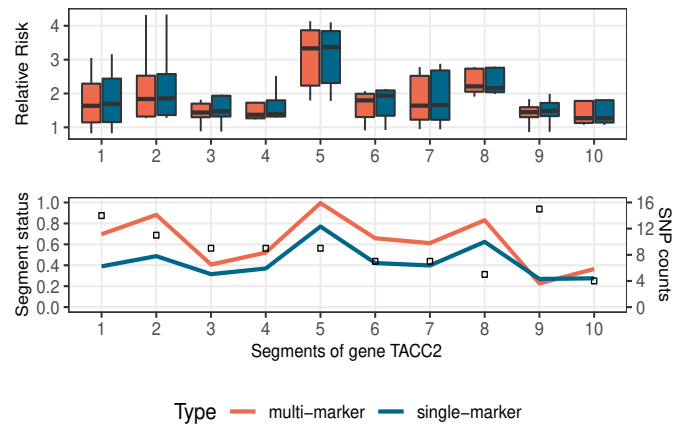 Relative Risk
4
3
2
1
1 2 3 4 5 6 7 8 9 10
Segment status
1.0
0.8
0.6
0.4
0.2
0.0
16
12
8
4
0
SNP counts
1 2 3 4 5 6 7 8 9 10
Segments of gene TACC2
Type multi−marker single−marker